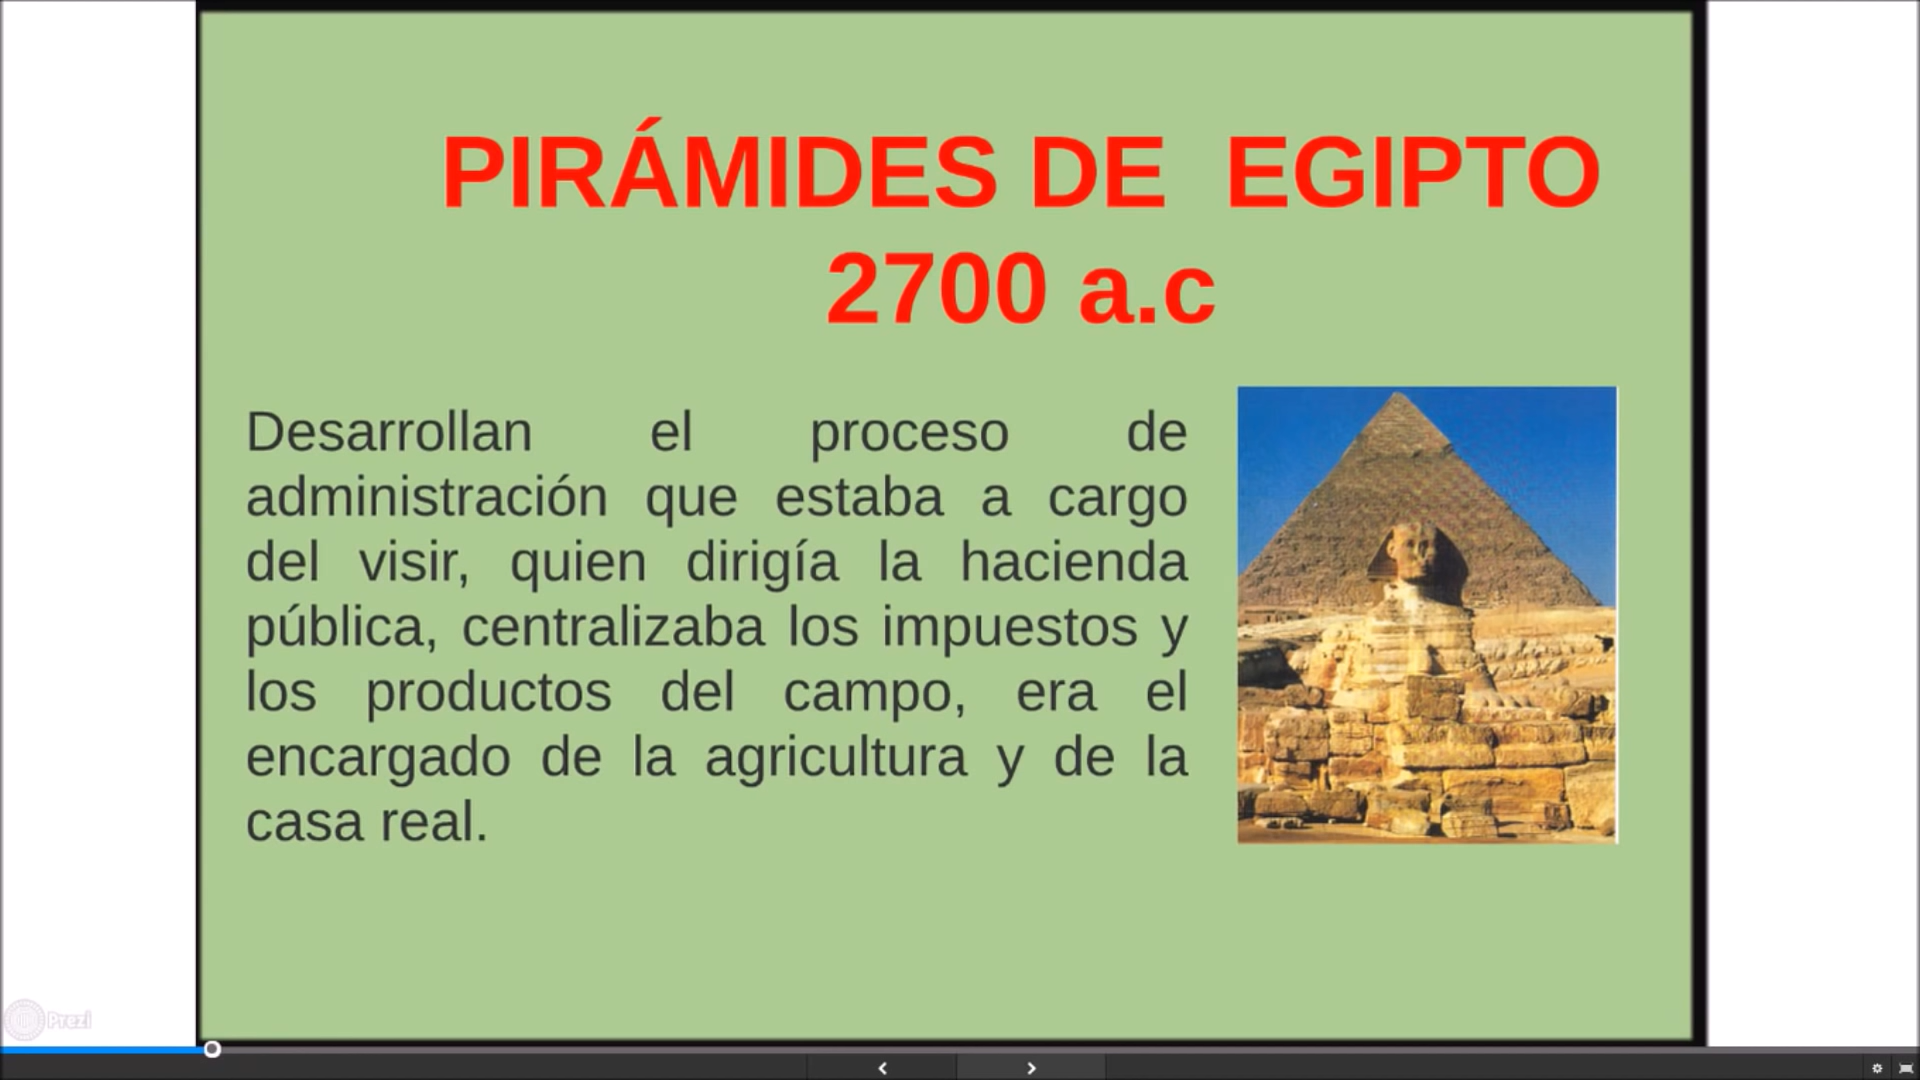 PIRÁMIDES DE EGIPTO
2700 a.c
Desarrollan el proceso de
administración que estaba a cargo
del visir, quien dirigía la hacienda
pública, centralizaba los impuestos y
los productos del campo, era el
encargado de la agricultura y de la
casa real.
Prezi